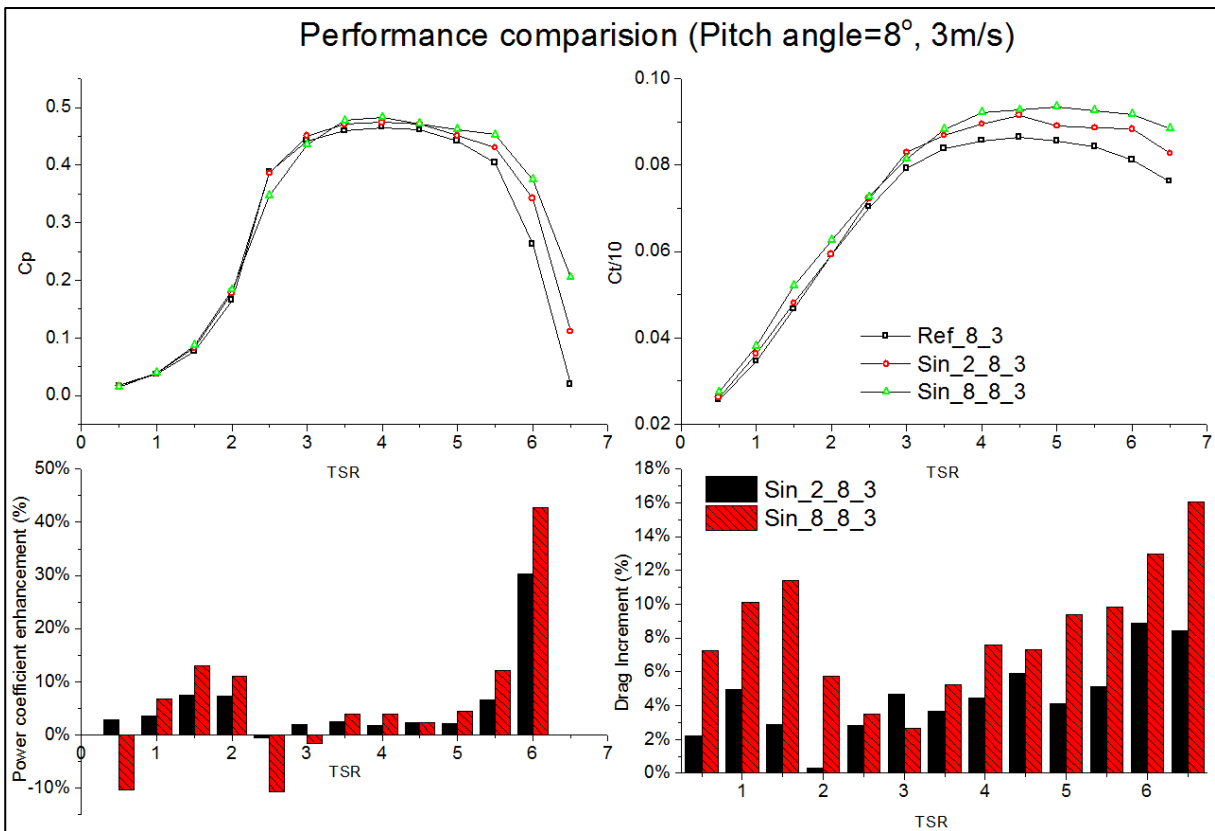 Performance comparision (Pitch angle=8°, 3m/s)
0.5
0.4
0.3
0.2
0.1
0.0
Cp
0 1 2 3 4 5 6 7
TSR
0.10
0.08
0.06
0.04
0.02
Ct/10
Ref_8_3
Sin_2_8_3
Sin_8_8_3
0 1 2 3 4 5 6 7
TSR
50%
40%
30%
20%
10%
0%
-10%
Power coefficient enhancement (%)
0 1 2 3 4 5 6 7
TSR
18%
16%
14%
12%
10%
8%
6%
4%
2%
0%
Drag Increment (%)
Sin_2_8_3
Sin_8_8_3
1 2 3 4 5 6
TSR